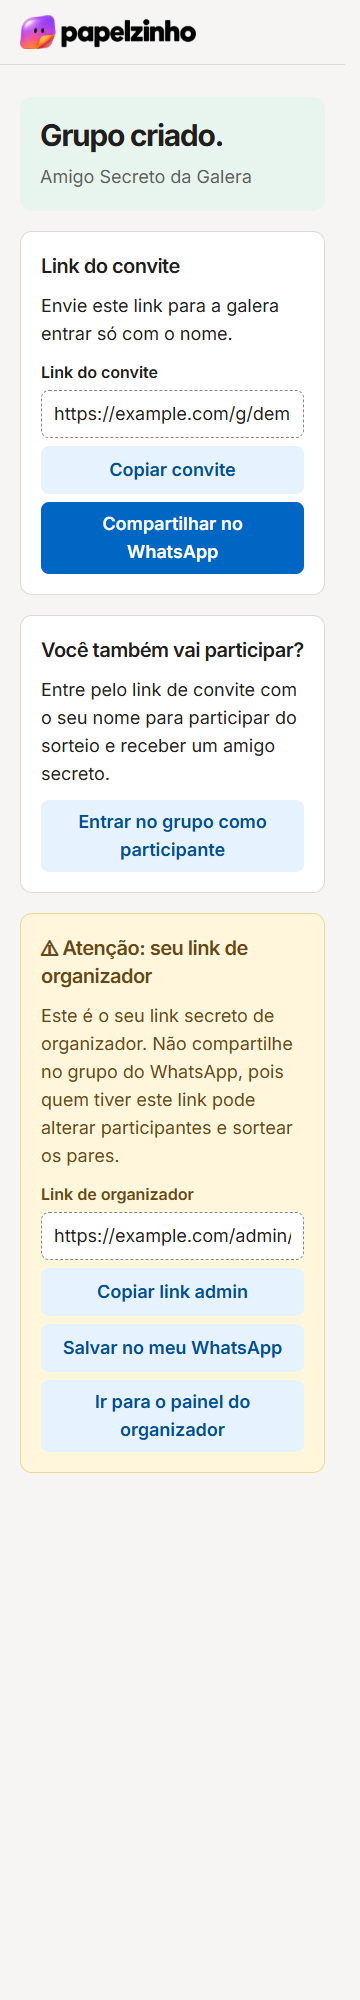 papelzinho
Grupo criado.
Amigo Secreto da Galera
Link do convite
Envie este link para a galera
entrar só com o nome.
Link do convite
https://example.com/g/dem
Copiar convite
Compartilhar no
WhatsApp
Você também vai participar?
Entre pelo link de convite com
o seu nome para participar do
sorteio e receber um amigo
secreto.
Entrar no grupo como
participante
⚠ Atenção: seu link de
organizador
Este é o seu link secreto de
organizador. Não compartilhe
no grupo do WhatsApp, pois
quem tiver este link pode
alterar participantes e sortear
os pares.
Link de organizador
https://example.com/admin/
Copiar link admin
Salvar no meu WhatsApp
Ir para o painel do
organizador